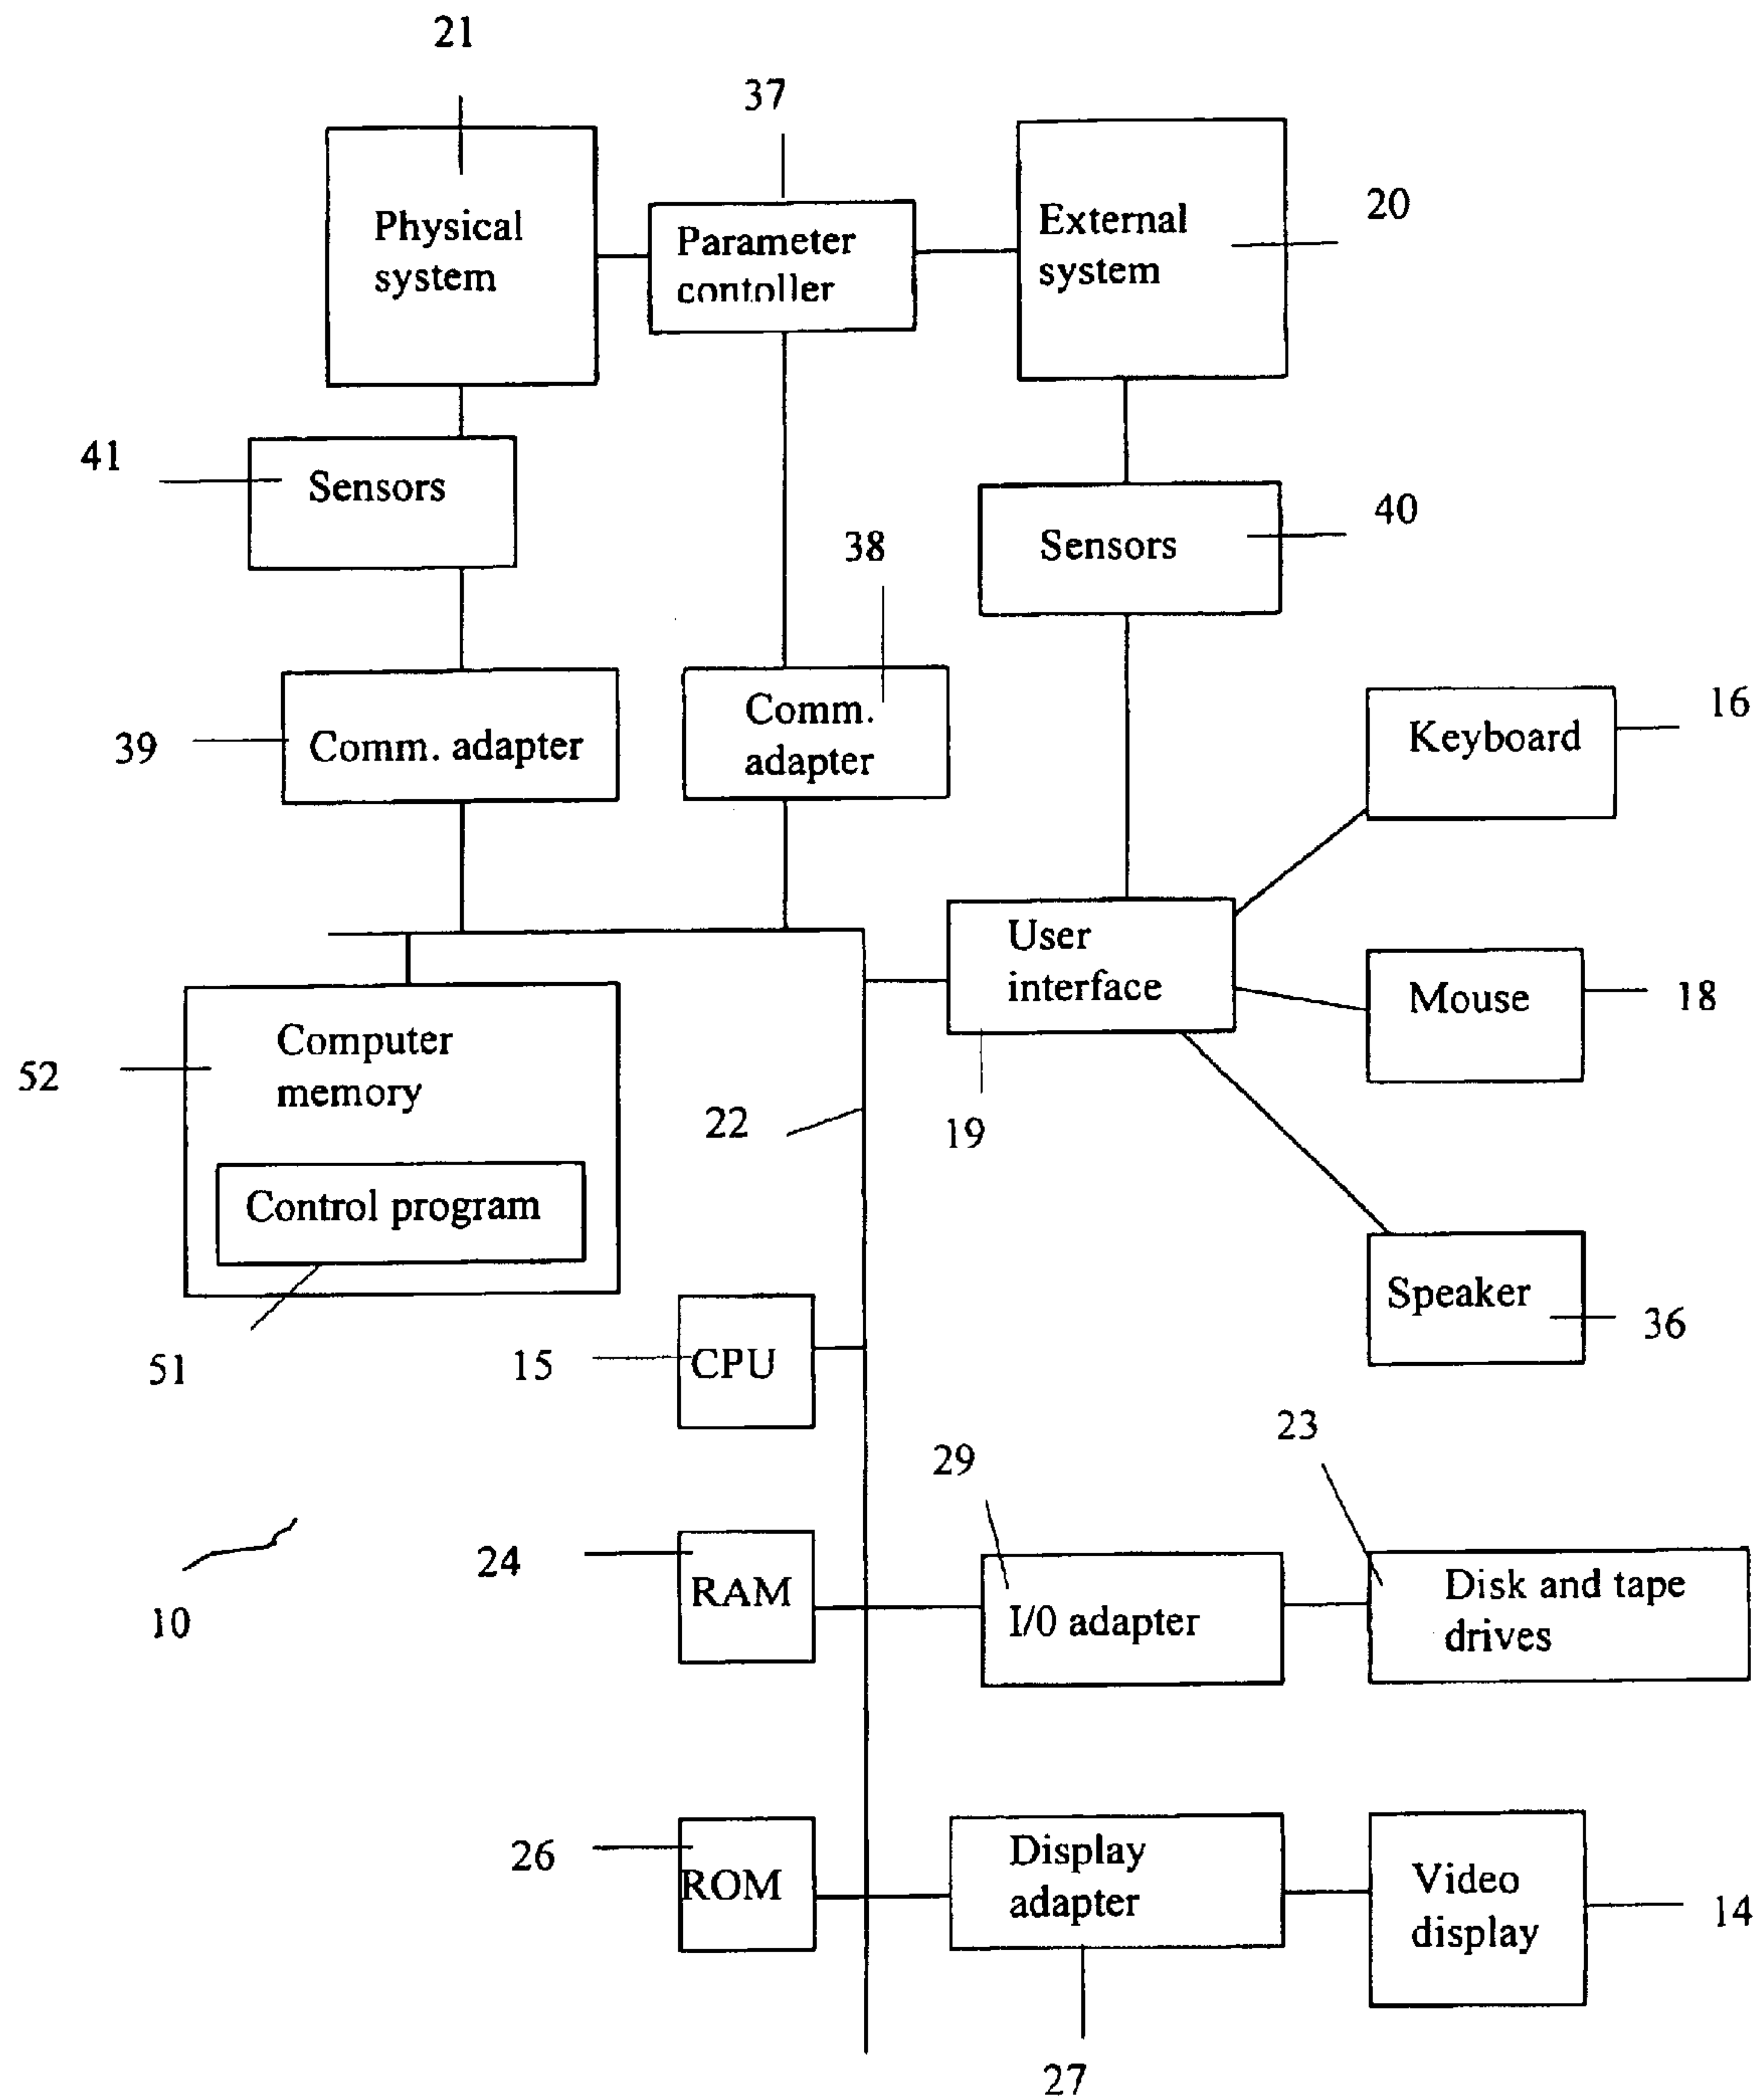 21
37
Physical
system
Parameter
contoller
External
system
20
41
Sensors
40
Sensors
38
39
Comm. adapter
Comm.
adapter
Keyboard
16
User
interface
Mouse
18
52
Computer
memory
22
19
Control program
51
Speaker
36
15
CPU
23
29
24
RAM
I/0 adapter
Disk and tape
drives
10
26
ROM
Display
adapter
Video
display
14
27